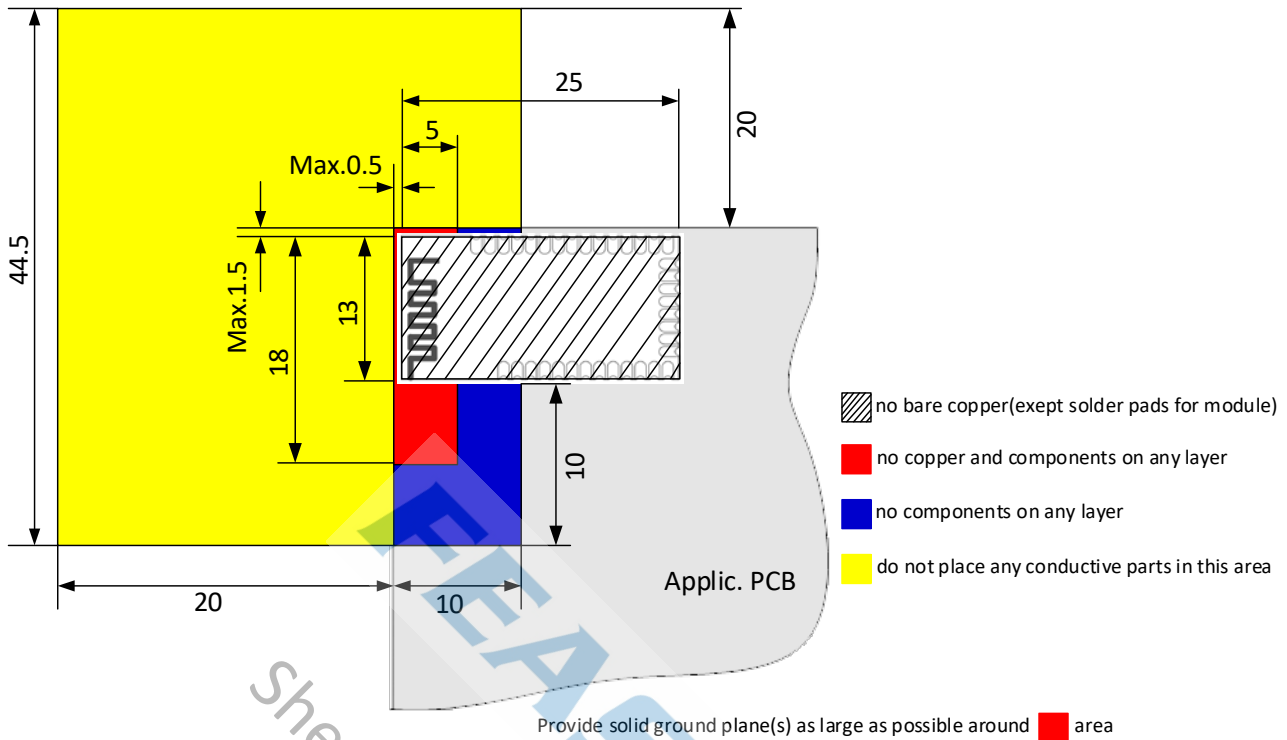 25
5
20
Max.0.5
44.5
Max.1.5
13
18
10
no bare copper(exept solder pads for module)
no copper and components on any layer
no components on any layer
do not place any conductive parts in this area
Applic. PCB
20
10
FEAS
She
Provide solid ground plane(s) as large as possible around area